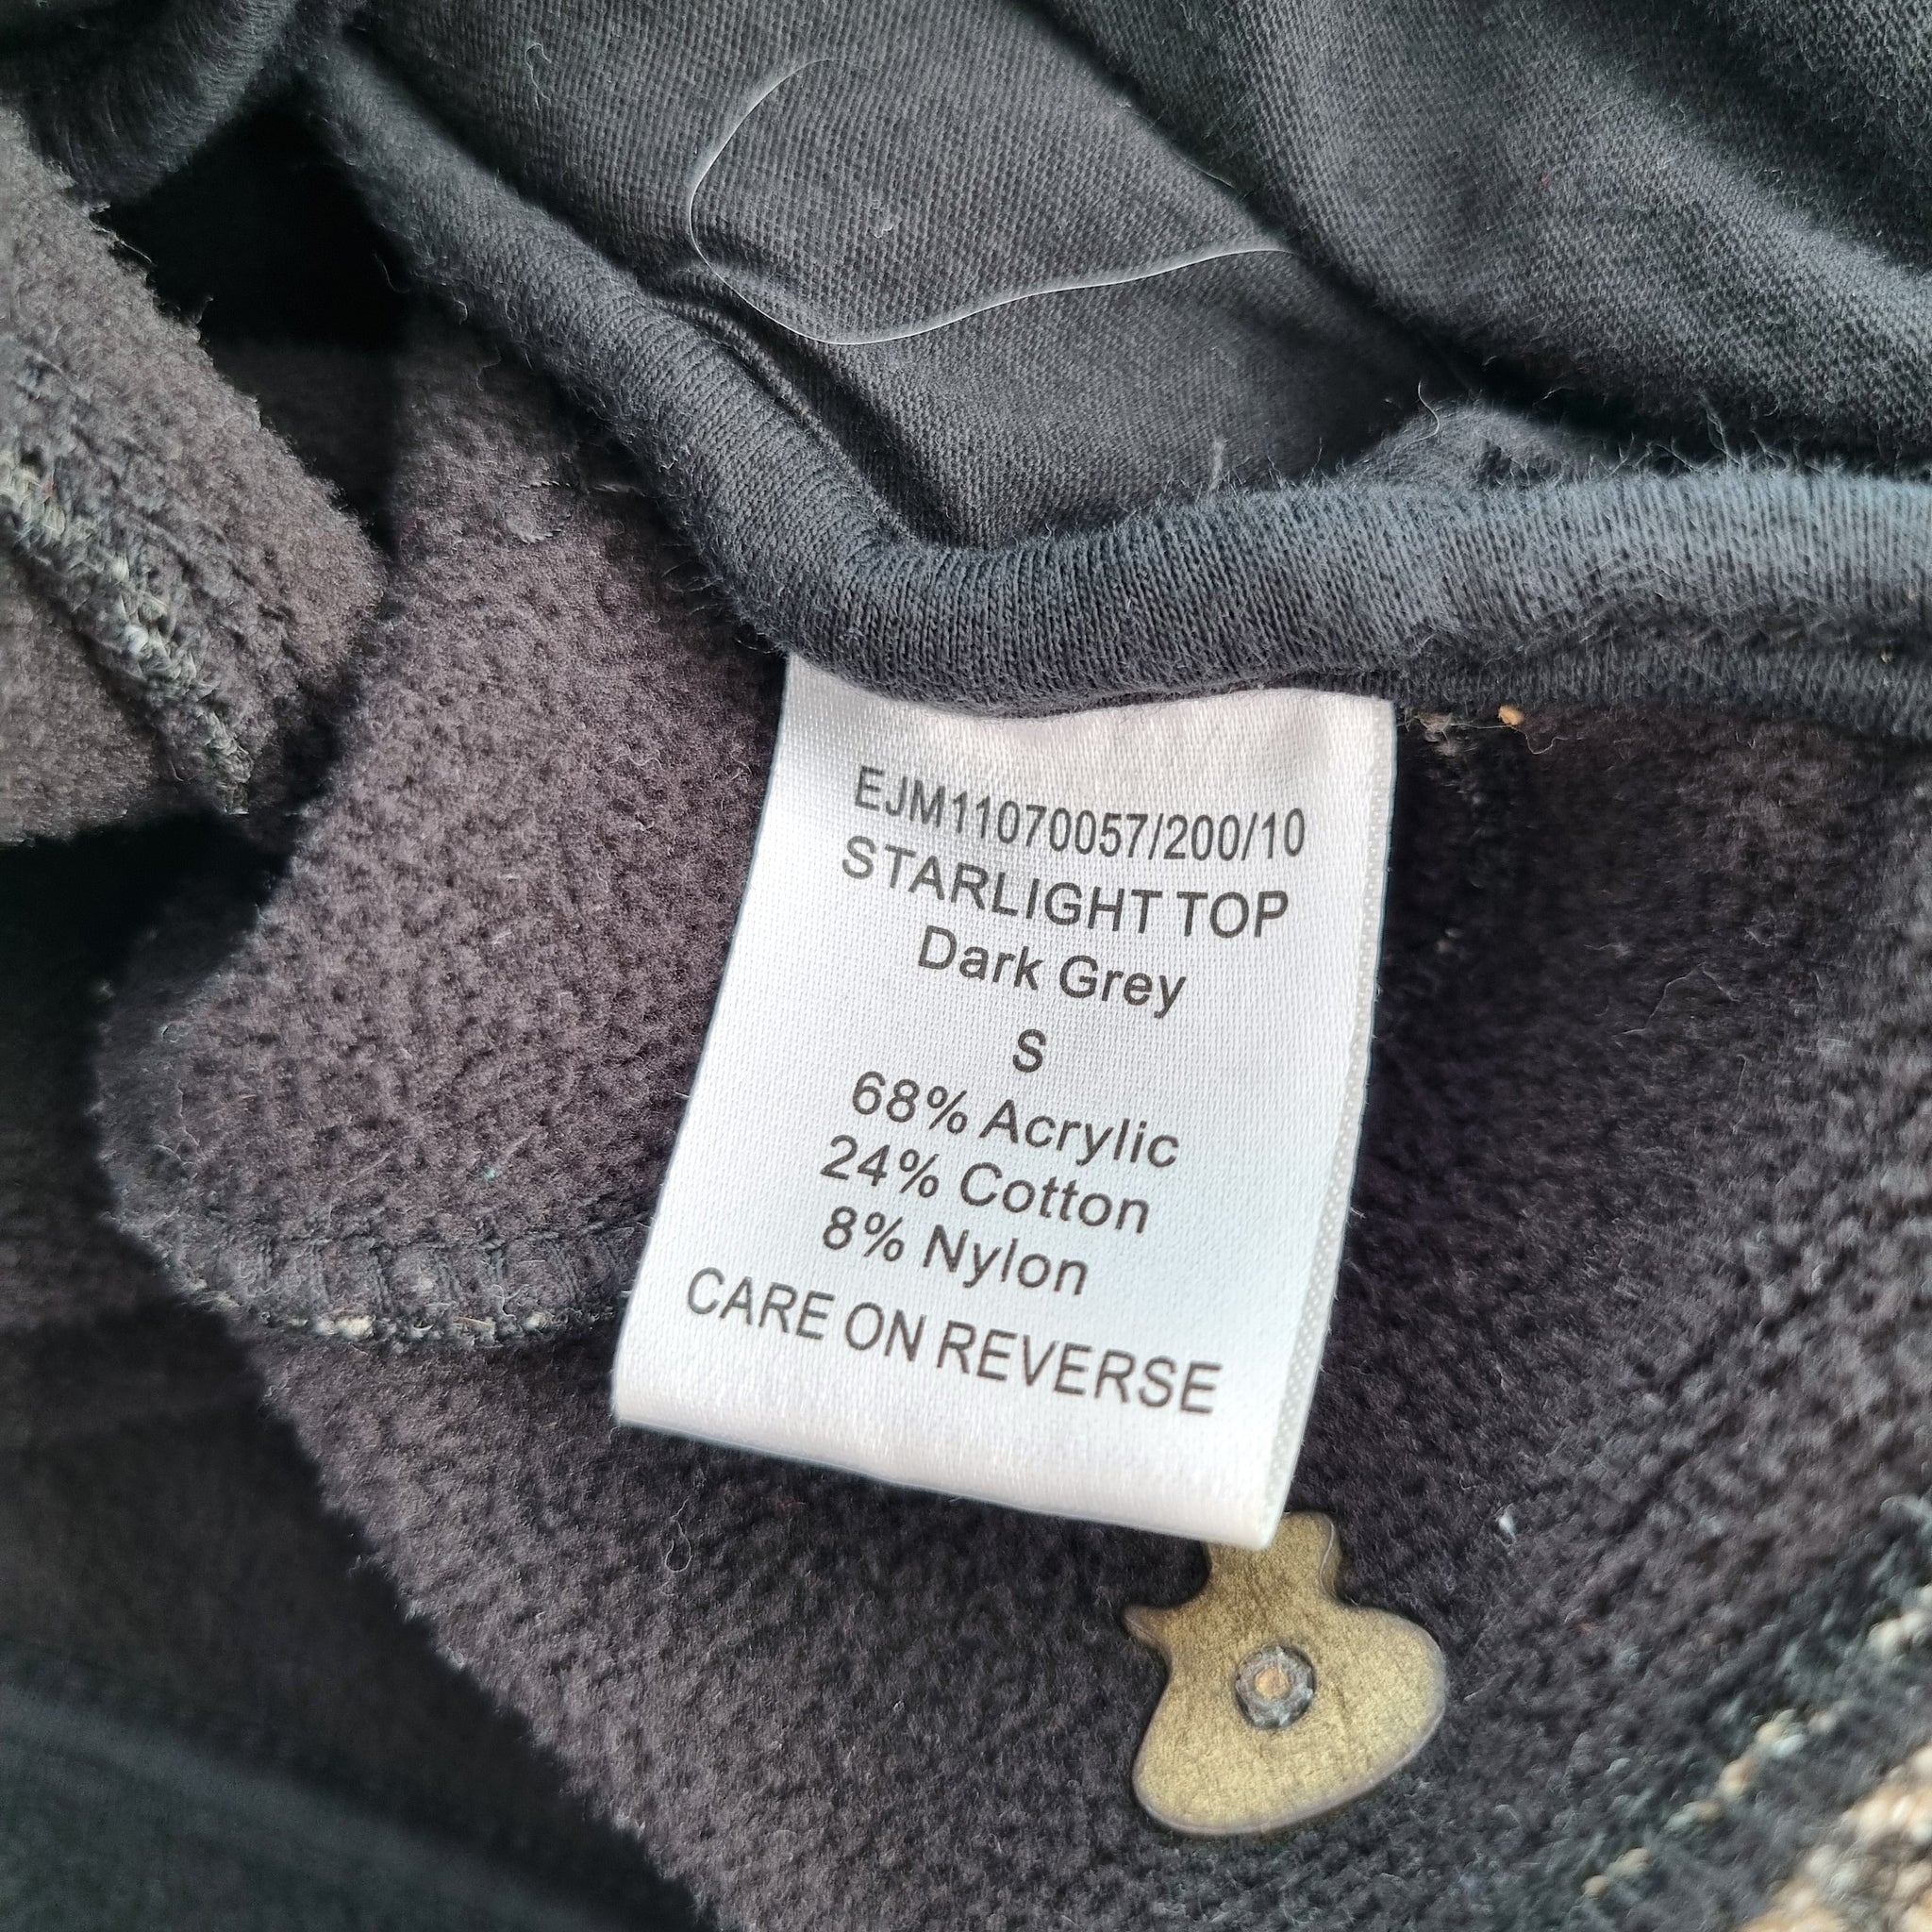 EJM11070057/200/10
STARLIGHT TOP
Dark Grey
S
68% Acrylic
24% Cotton
8% Nylon
CARE ON REVERSE